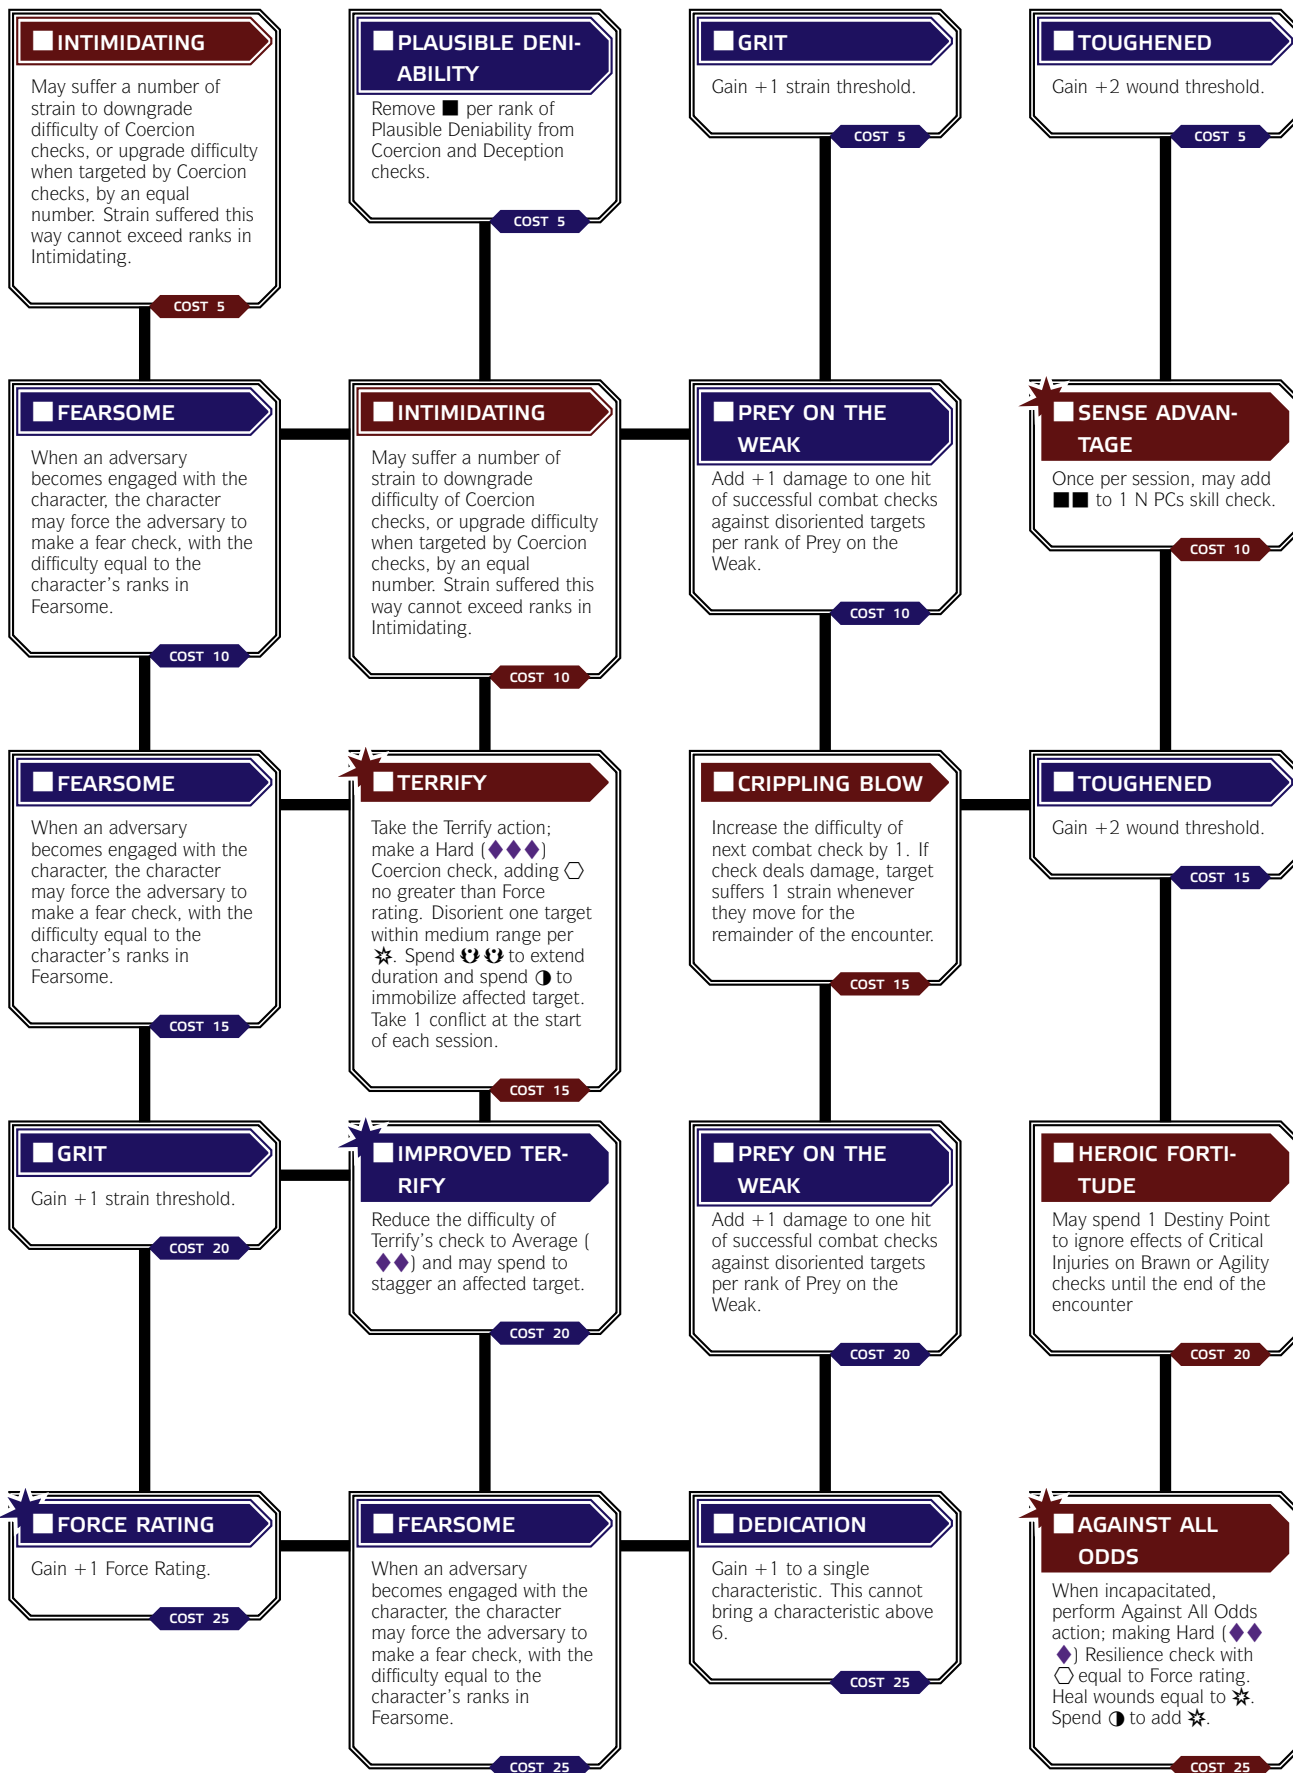 INTIMIDATING
May suffer a number of
strain to downgrade
difficulty of Coercion
checks, or upgrade difficulty
when targeted by Coercion
checks, by an equal
number. Strain suffered this
way cannot exceed ranks in
Intimidating.
COST 5
PLAUSIBLE DENI-
ABILITY
Remove ■ per rank of
Plausible Deniability from
Coercion and Deception
checks.
COST 5
GRIT
Gain +1 strain threshold.
COST 5
TOUGHENED
Gain +2 wound threshold.
COST 5
FEARSOME
When an adversary
becomes engaged with the
character, the character
may force the adversary to
make a fear check, with the
difficulty equal to the
character's ranks in
Fearsome.
COST 10
INTIMIDATING
May suffer a number of
strain to downgrade
difficulty of Coercion
checks, or upgrade difficulty
when targeted by Coercion
checks, by an equal
number. Strain suffered this
way cannot exceed ranks in
Intimidating.
COST 10
PREY ON THE
WEAK
Add +1 damage to one hit
of successful combat checks
against disoriented targets
per rank of Prey on the
Weak.
COST 10
SENSE ADVAN-
TAGE
Once per session, may add
■■ to 1 N PCs skill check.
COST 10
FEARSOME
When an adversary
becomes engaged with the
character, the character
may force the adversary to
make a fear check, with the
difficulty equal to the
character's ranks in
Fearsome.
COST 15
TERRIFY
Take the Terrify action;
make a Hard (◆◆◆)
Coercion check, adding ⬡
no greater than Force
rating. Disorient one target
within medium range per
. Spend to extend
duration and spend ◑ to
immobilize affected target.
Take 1 conflict at the start
of each session.
COST 15
CRIPPLING BLOW
Increase the difficulty of
next combat check by 1. If
check deals damage, target
suffers 1 strain whenever
they move for the
remainder of the encounter.
COST 15
TOUGHENED
Gain +2 wound threshold.
COST 15
GRIT
Gain +1 strain threshold.
COST 20
IMPROVED TER-
RIFY
Reduce the difficulty of
Terrify's check to Average (
◆◆) and may spend to
stagger an affected target.
COST 20
PREY ON THE
WEAK
Add +1 damage to one hit
of successful combat checks
against disoriented targets
per rank of Prey on the
Weak.
COST 20
HEROIC FORTI-
TUDE
May spend 1 Destiny Point
to ignore effects of Critical
Injuries on Brawn or Agility
checks until the end of the
encounter
COST 20
FORCE RATING
Gain +1 Force Rating.
COST 25
FEARSOME
When an adversary
becomes engaged with the
character, the character
may force the adversary to
make a fear check, with the
difficulty equal to the
character's ranks in
Fearsome.
COST 25
DEDICATION
Gain +1 to a single
characteristic. This cannot
bring a characteristic above
6.
COST 25
AGAINST ALL
ODDS
When incapacitated,
perform Against All Odds
action; making Hard (◆◆
◆) Resilience check with
⬡ equal to Force rating.
Heal wounds equal to .
Spend ◑ to add .
COST 25